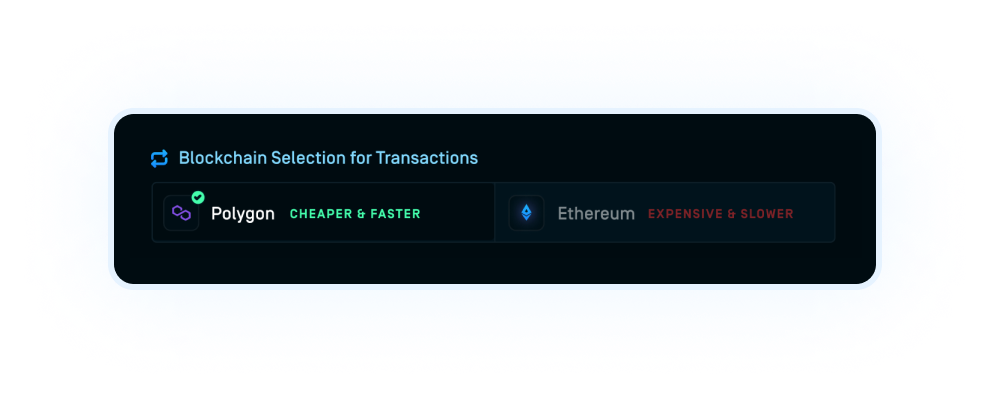 Blockchain Selection for Transactions
Polygon CHEAPER & FASTER
Ethereum EXPENSIVE & SLOWER